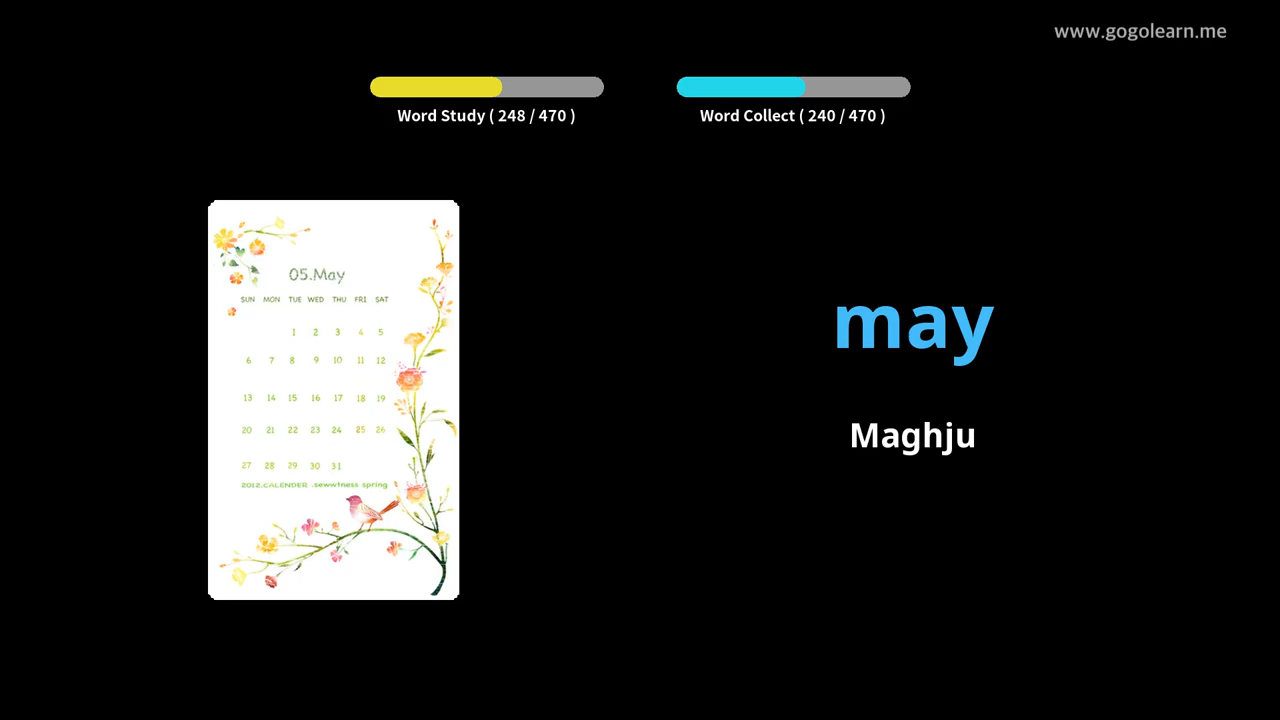 www.gogolearn.me
Word Study ( 248 / 470 )
Word Collect ( 240 / 470 )
05.May
SUN MON TUE WED THU FRI SAT
1 2 3 4 5
6 7 8 9 10 11 12
13 14 15 16 17 18 19
20 21 22 23 24 25 26
27 28 29 30 31
2012.CALENDER .sewwtness spring
may
Maghju